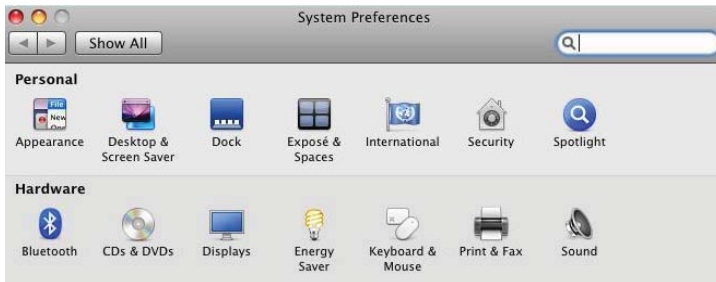 System Preferences
Show All
Personal
File
New
Appearance
Desktop &
Screen Saver
Dock
Exposé &
Spaces
International
Security
Spotlight
Hardware
Bluetooth
CDs & DVDs
Displays
Energy
Saver
Keyboard &
Mouse
Print & Fax
Sound